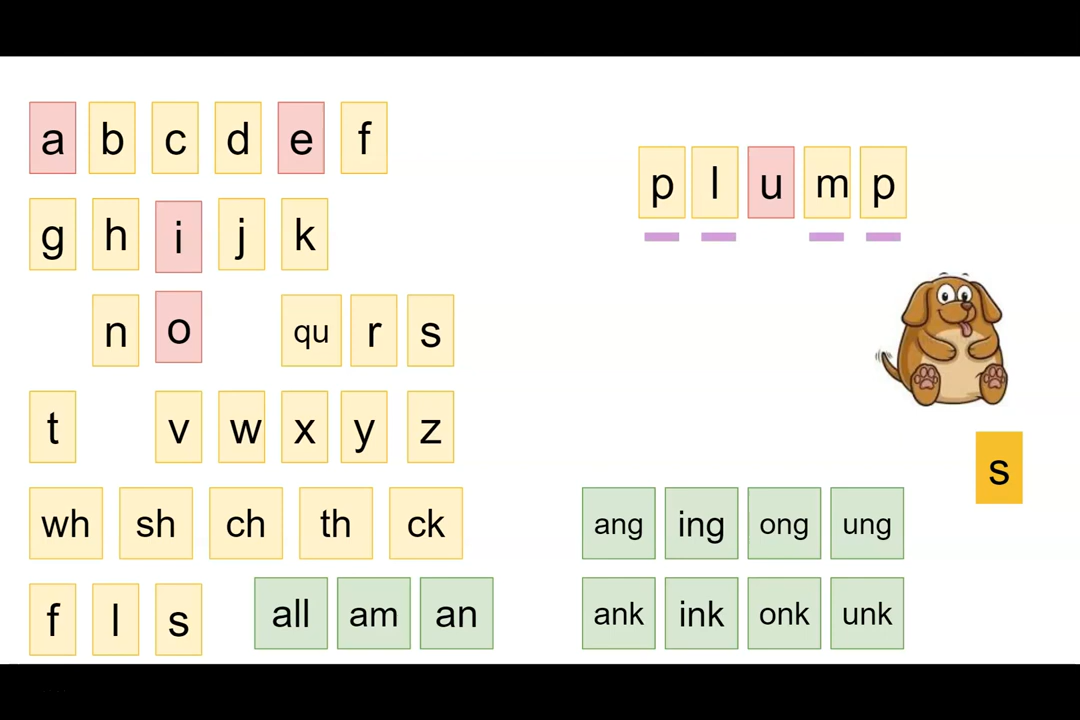 a b c d e f
p l u m p
g h i j k
n o qu r s
t v w x y z
s
wh sh ch th ck
ang ing ong ung
f l s all am an
ank ink onk unk